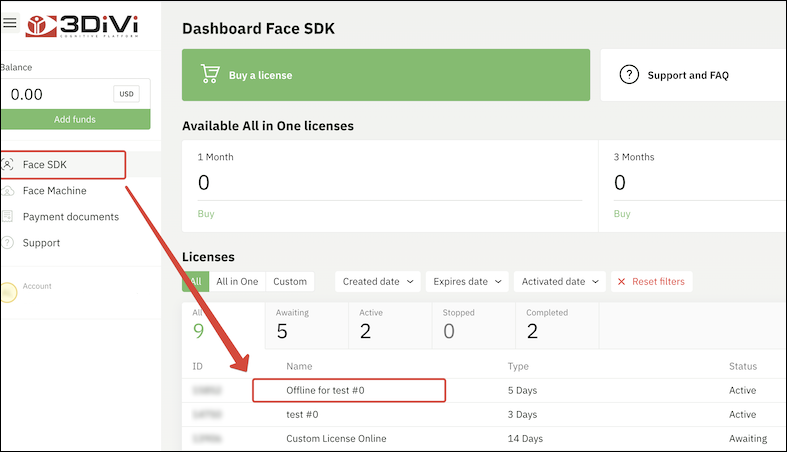 3DiVi
COGNITIVE PLATFORM
Dashboard Face SDK
Balance
0.00 USD
Add funds
Face SDK
Face Machine
Payment documents
Support
Account
Buy a license
Support and FAQ
Available All in One licenses
1 Month
0
Buy
3 Months
0
Buy
Licenses
All All in One Custom Created date Expires date Activated date Reset filters
All Awaiting Active Stopped Completed
9 5 2 0 2
ID Name Type Status
Offline for test #0 5 Days Active
test #0 3 Days Active
Custom License Online 14 Days Awaiting